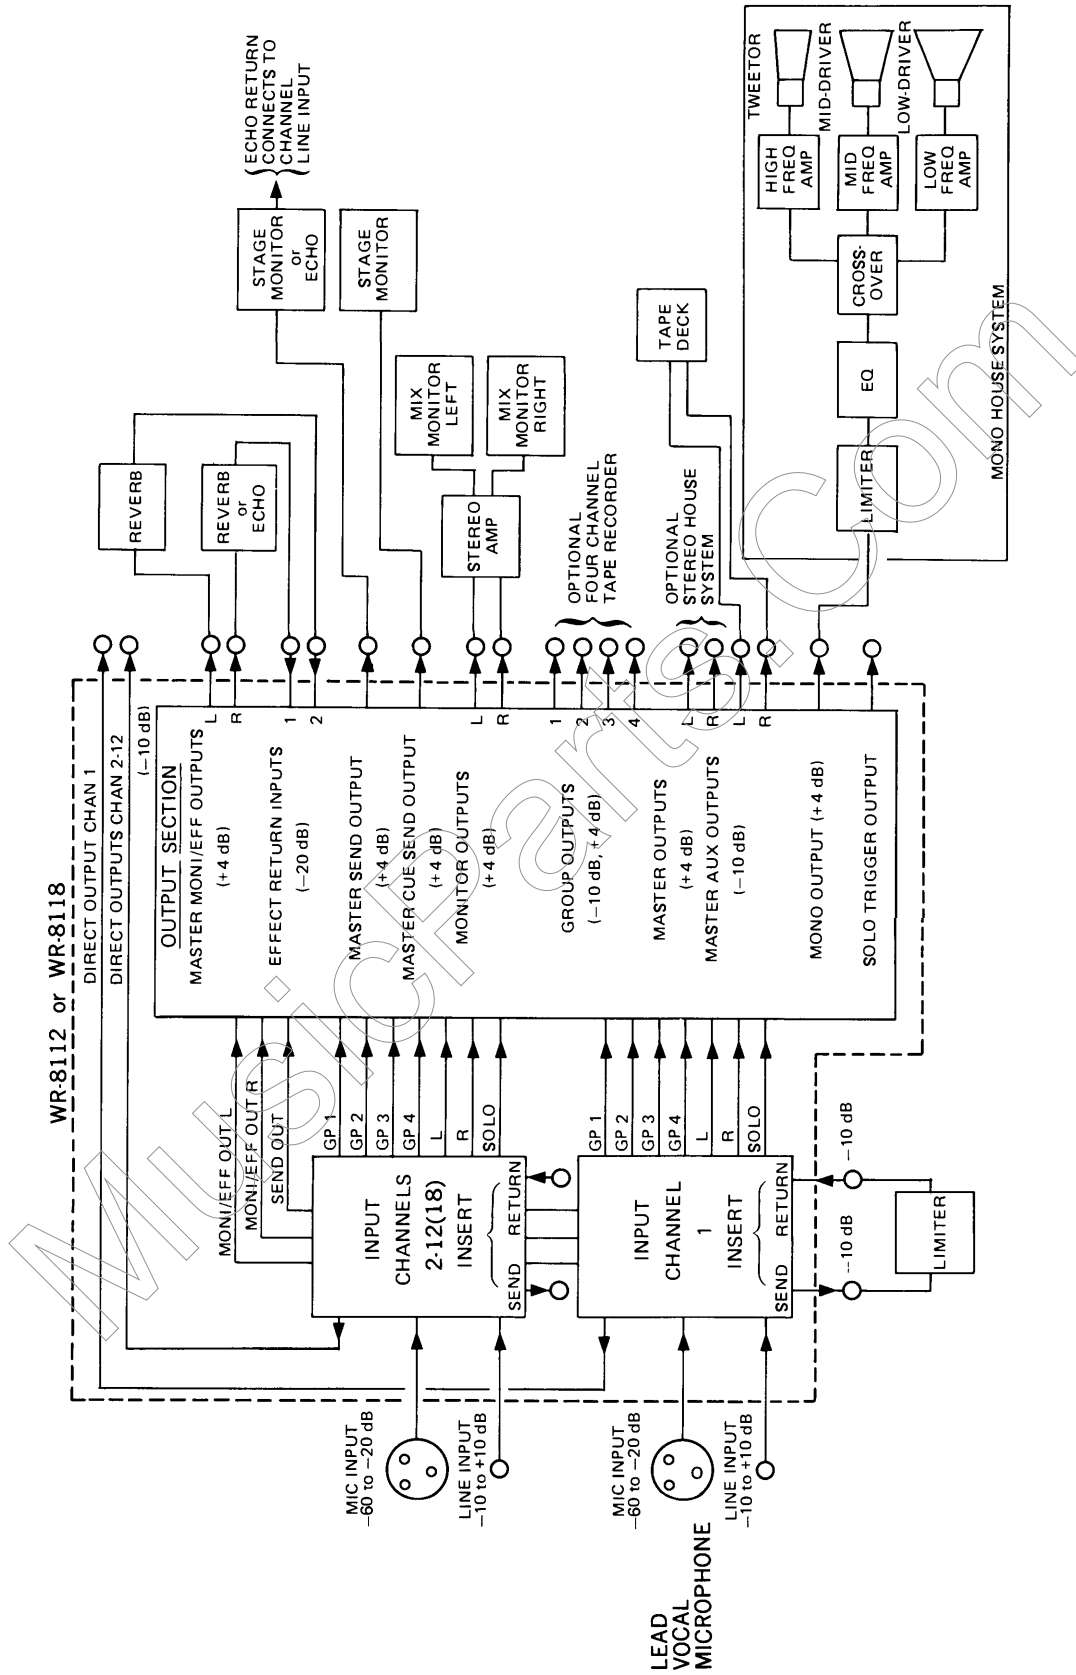 WR-8112 or WR-8118
DIRECT OUTPUT CHAN 1
DIRECT OUTPUTS CHAN 2-12
(−10 dB)
OUTPUT SECTION
MASTER MONI/EFF OUTPUTS
(+4 dB)
L
R
EFFECT RETURN INPUTS
(−20 dB)
1
2
MASTER SEND OUTPUT
(+4 dB)
MASTER CUE SEND OUTPUT
(+4 dB)
MONITOR OUTPUTS
(+4 dB)
L
R
GROUP OUTPUTS
(−10 dB, +4 dB)
1
2
3
4
MASTER OUTPUTS
(+4 dB)
L
R
MASTER AUX OUTPUTS
(−10 dB)
L
R
MONO OUTPUT (+4 dB)
SOLO TRIGGER OUTPUT
MONI/EFF OUT L
MONI/EFF OUT R
SEND OUT
GP 1
GP 2
GP 3
GP 4
L
R
SOLO
INPUT
CHANNELS
2-12(18)
INSERT
SEND RETURN
GP 1
GP 2
GP 3
GP 4
L
R
SOLO
INPUT
CHANNEL
1
INSERT
SEND RETURN
--10 dB
−10 dB
LIMITER
MIC INPUT
−60 to −20 dB
LINE INPUT
−10 to +10 dB
MIC INPUT
−60 to −20 dB
LINE INPUT
−10 to +10 dB
LEAD
VOCAL
MICROPHONE
REVERB
REVERB
or
ECHO
STAGE
MONITOR
or
ECHO
ECHO RETURN
CONNECTS TO
CHANNEL
LINE INPUT
STAGE
MONITOR
STEREO
AMP
MIX
MONITOR
LEFT
MIX
MONITOR
RIGHT
OPTIONAL
FOUR CHANNEL
TAPE RECORDER
OPTIONAL
STEREO HOUSE
SYSTEM
TAPE
DECK
LIMITER
EQ
CROSS-
OVER
HIGH
FREQ
AMP
MID
FREQ
AMP
LOW
FREQ
AMP
TWEETOR
MID-DRIVER
LOW-DRIVER
MONO HOUSE SYSTEM
MusicParts.Com